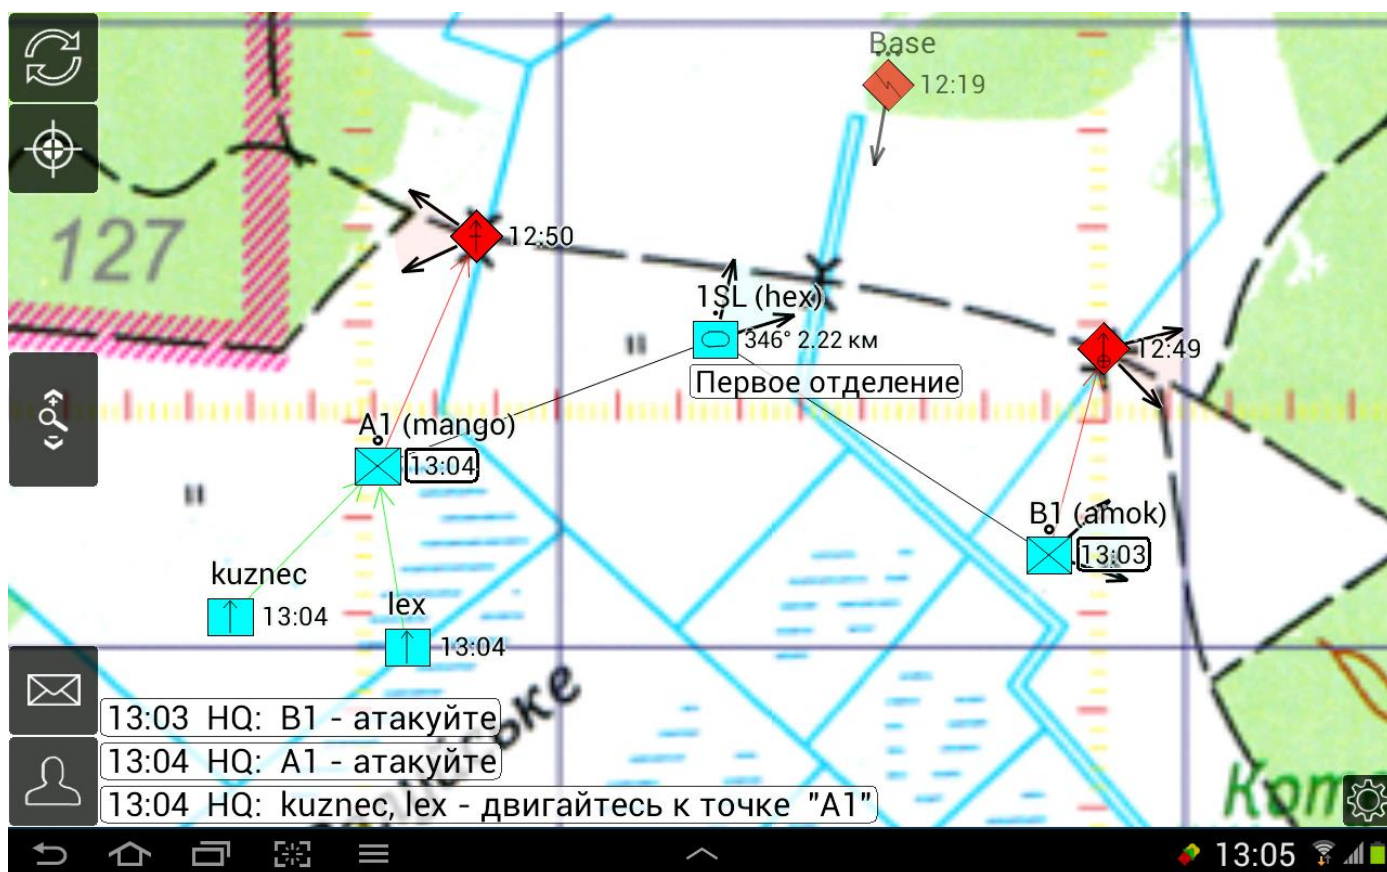 Base
12:19
127
12:50
1SL (hex)
346° 2.22 км
12:49
Первое отделение
A1 (mango)
13:04
B1 (amok)
13:03
kuznec
13:04
lex
13:04
13:03 HQ: B1 - атакуйте
13:04 HQ: A1 - атакуйте
13:04 HQ: kuznec, lex - двигайтесь к точке "A1"
13:05